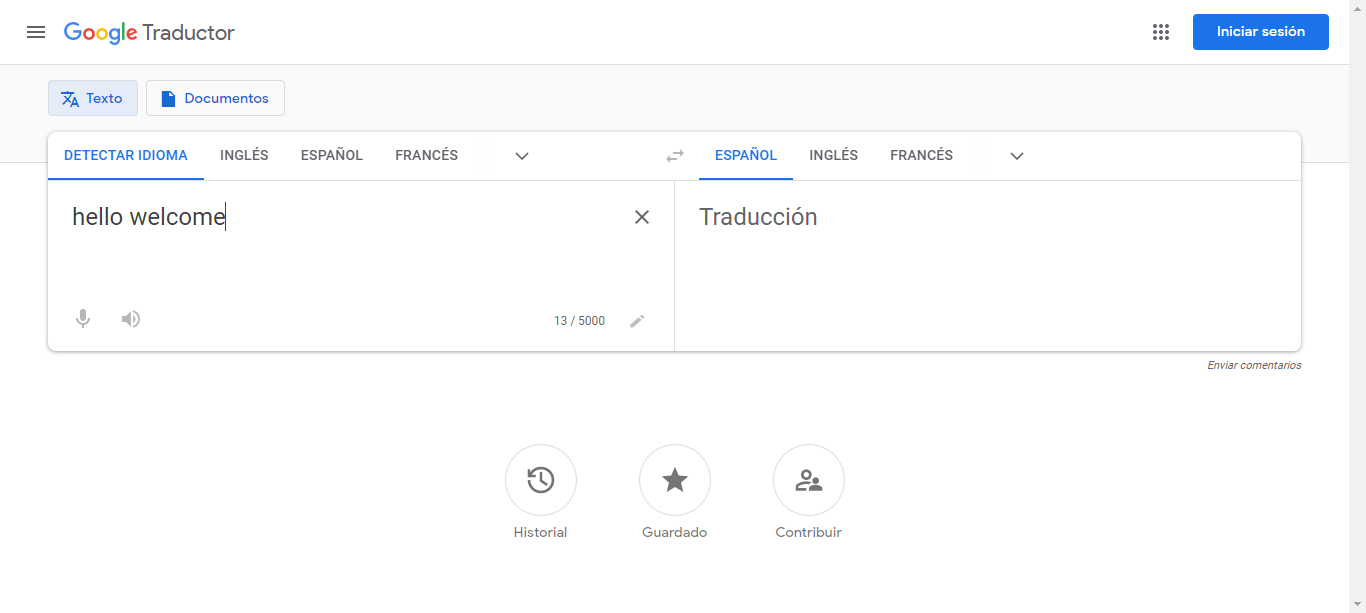 Google Traductor
Iniciar sesión
Texto
Documentos
DETECTAR IDIOMA INGLÉS ESPAÑOL FRANCÉS
ESPAÑOL INGLÉS FRANCÉS
hello welcome
Traducción
13 / 5000
Enviar comentarios
Historial
Guardado
Contribuir